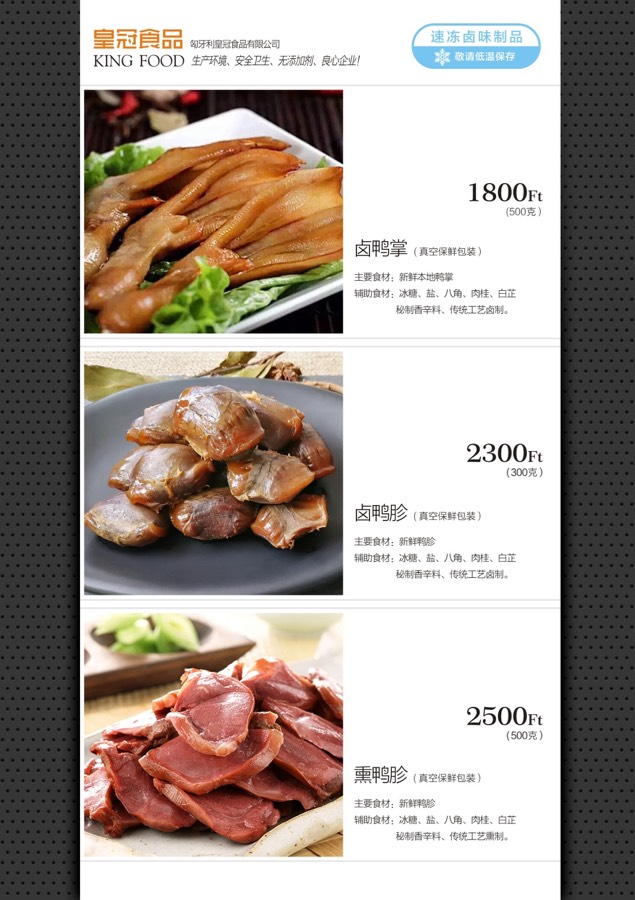 皇冠食品 匈牙利皇冠食品有限公司
KING FOOD 生产环境、安全卫生、无添加剂、良心企业！
速冻卤味制品
敬请低温保存
1800Ft
(500克)
卤鸭掌（真空保鲜包装）
主要食材：新鲜本地鸭掌
辅助食材：冰糖、盐、八角、肉桂、白芷
秘制香辛料、传统工艺卤制。
2300Ft
(300克)
卤鸭胗（真空保鲜包装）
主要食材：新鲜鸭胗
辅助食材：冰糖、盐、八角、肉桂、白芷
秘制香辛料、传统工艺卤制。
2500Ft
(500克)
熏鸭胗（真空保鲜包装）
主要食材：新鲜鸭胗
辅助食材：冰糖、盐、八角、肉桂、白芷
秘制香辛料、传统工艺熏制。